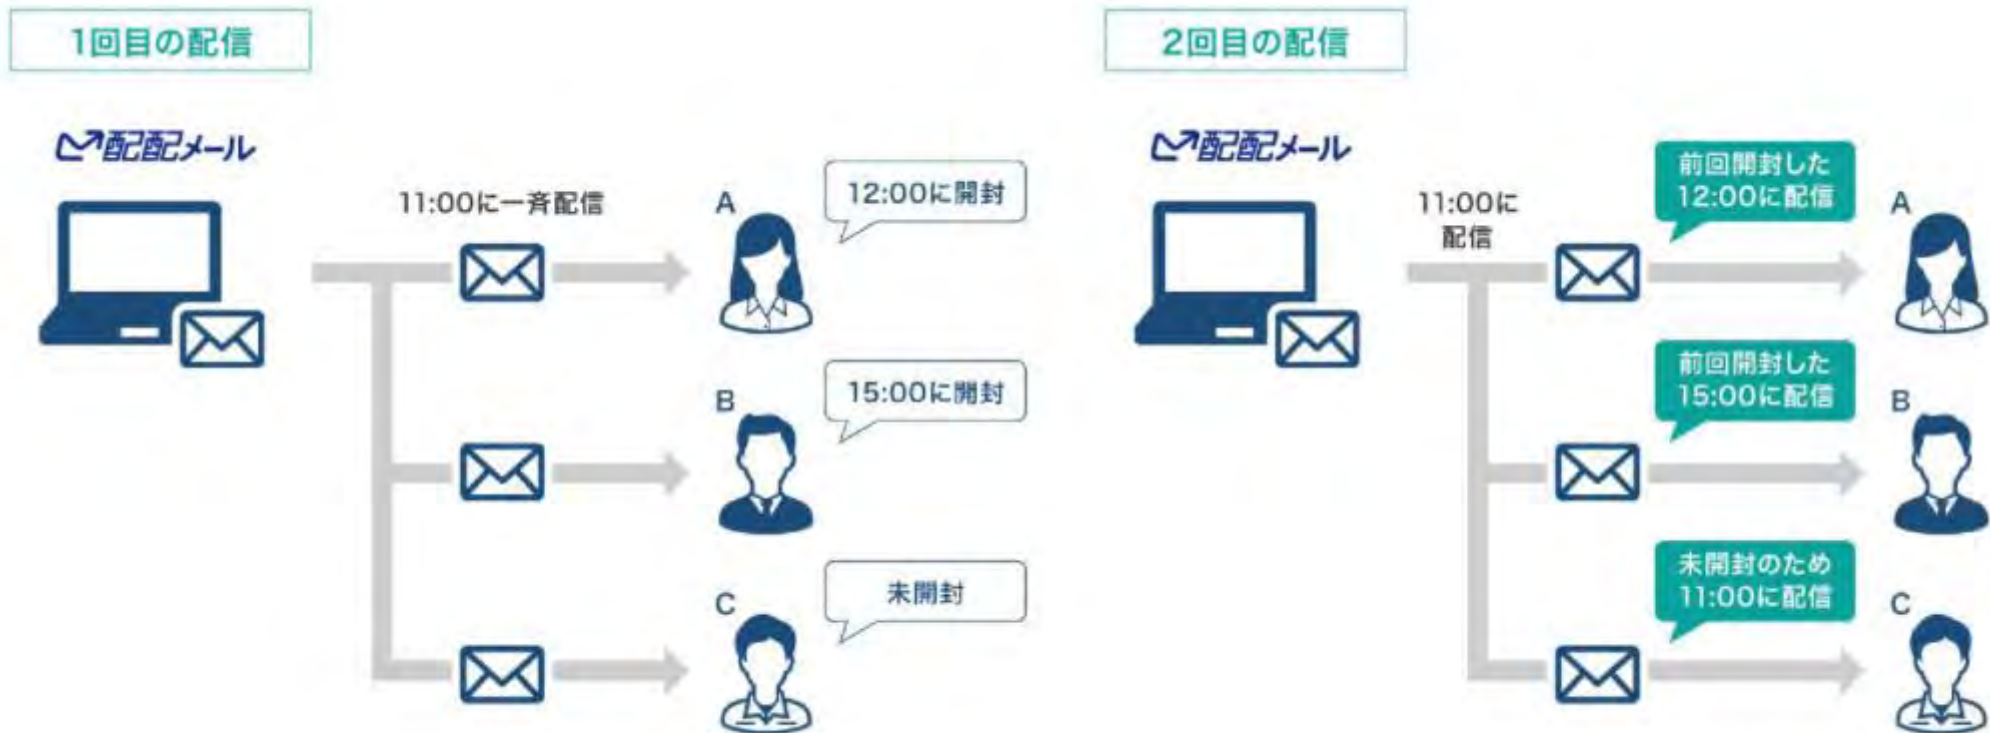 1回目の配信
配配メール
11:00に一斉配信
A
12:00に開封
B
15:00に開封
C
未開封
2回目の配信
配配メール
11:00に
配信
前回開封した
12:00に配信
A
前回開封した
15:00に配信
B
未開封のため
11:00に配信
C